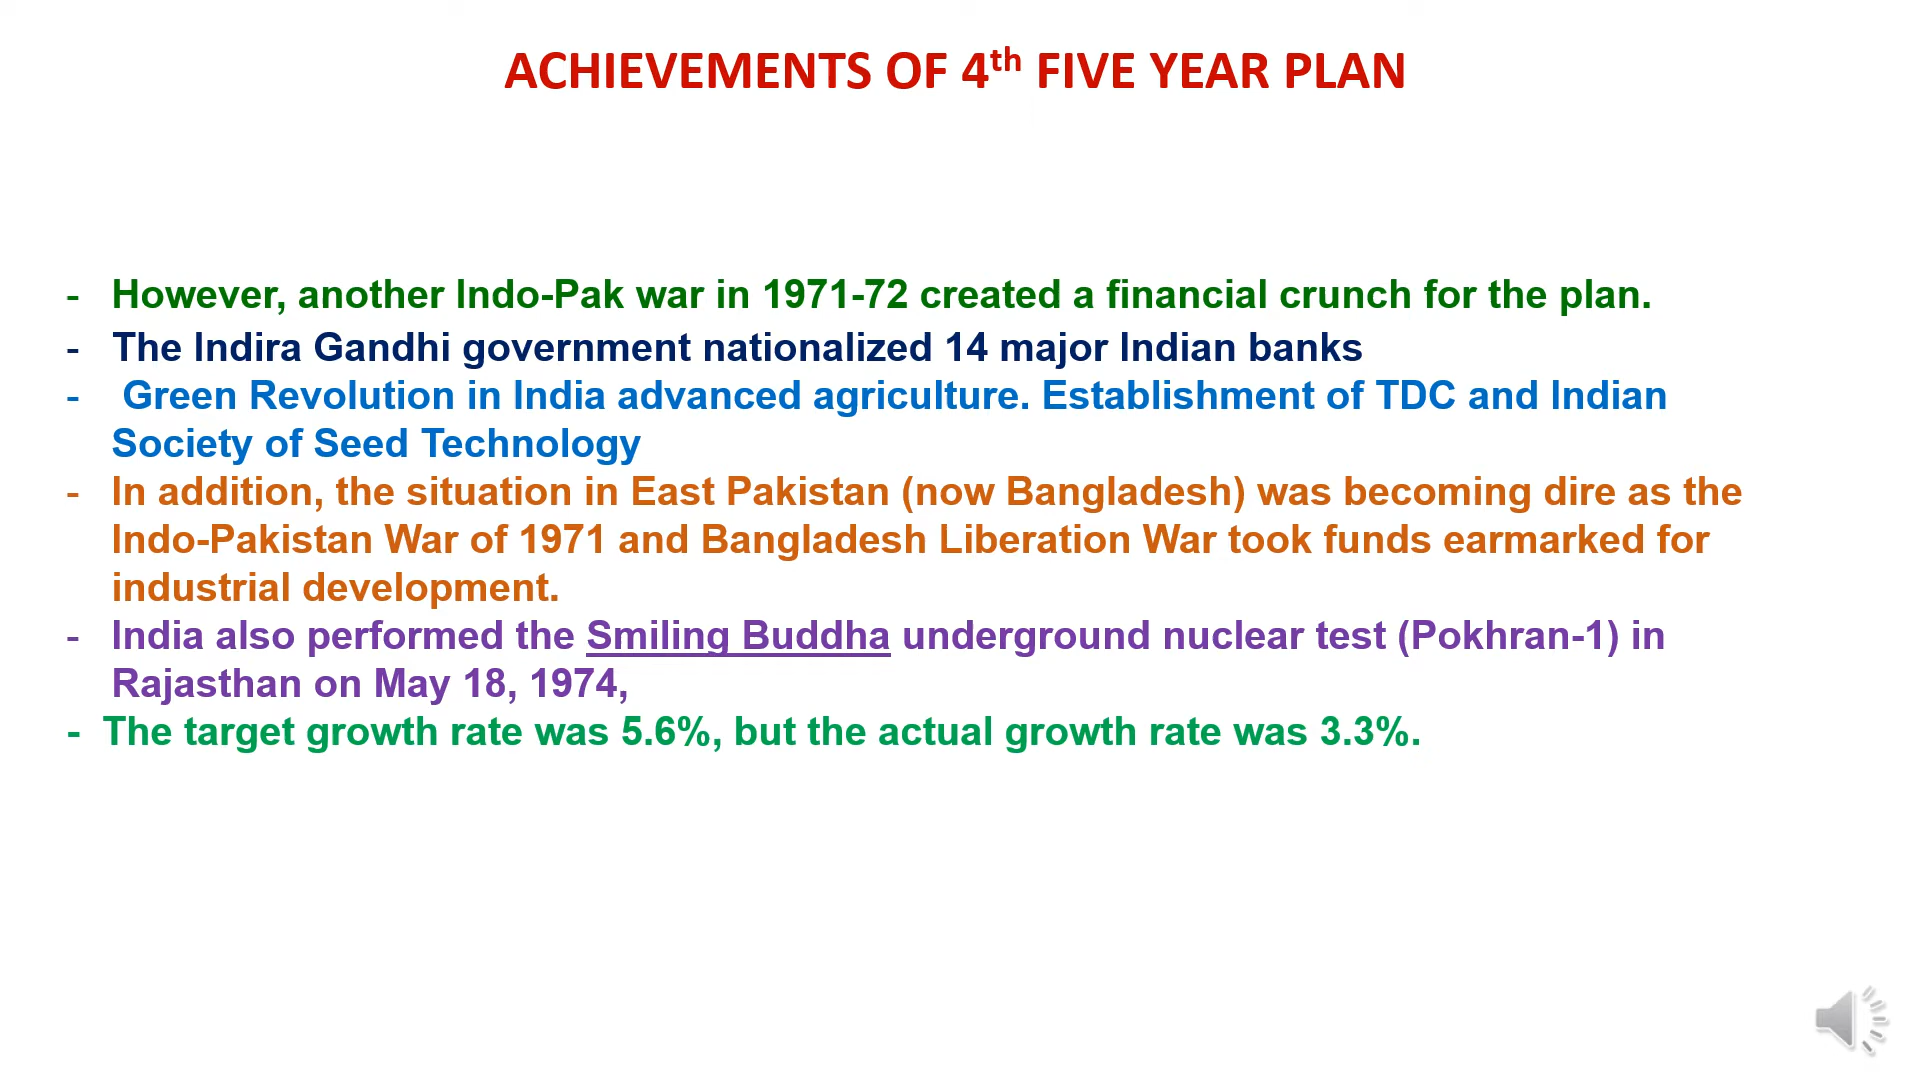 ACHIEVEMENTS OF 4th FIVE YEAR PLAN
- However, another Indo-Pak war in 1971-72 created a financial crunch for the plan.
- The Indira Gandhi government nationalized 14 major Indian banks
- Green Revolution in India advanced agriculture. Establishment of TDC and Indian
Society of Seed Technology
- In addition, the situation in East Pakistan (now Bangladesh) was becoming dire as the
Indo-Pakistan War of 1971 and Bangladesh Liberation War took funds earmarked for
industrial development.
- India also performed the Smiling Buddha underground nuclear test (Pokhran-1) in
Rajasthan on May 18, 1974,
- The target growth rate was 5.6%, but the actual growth rate was 3.3%.